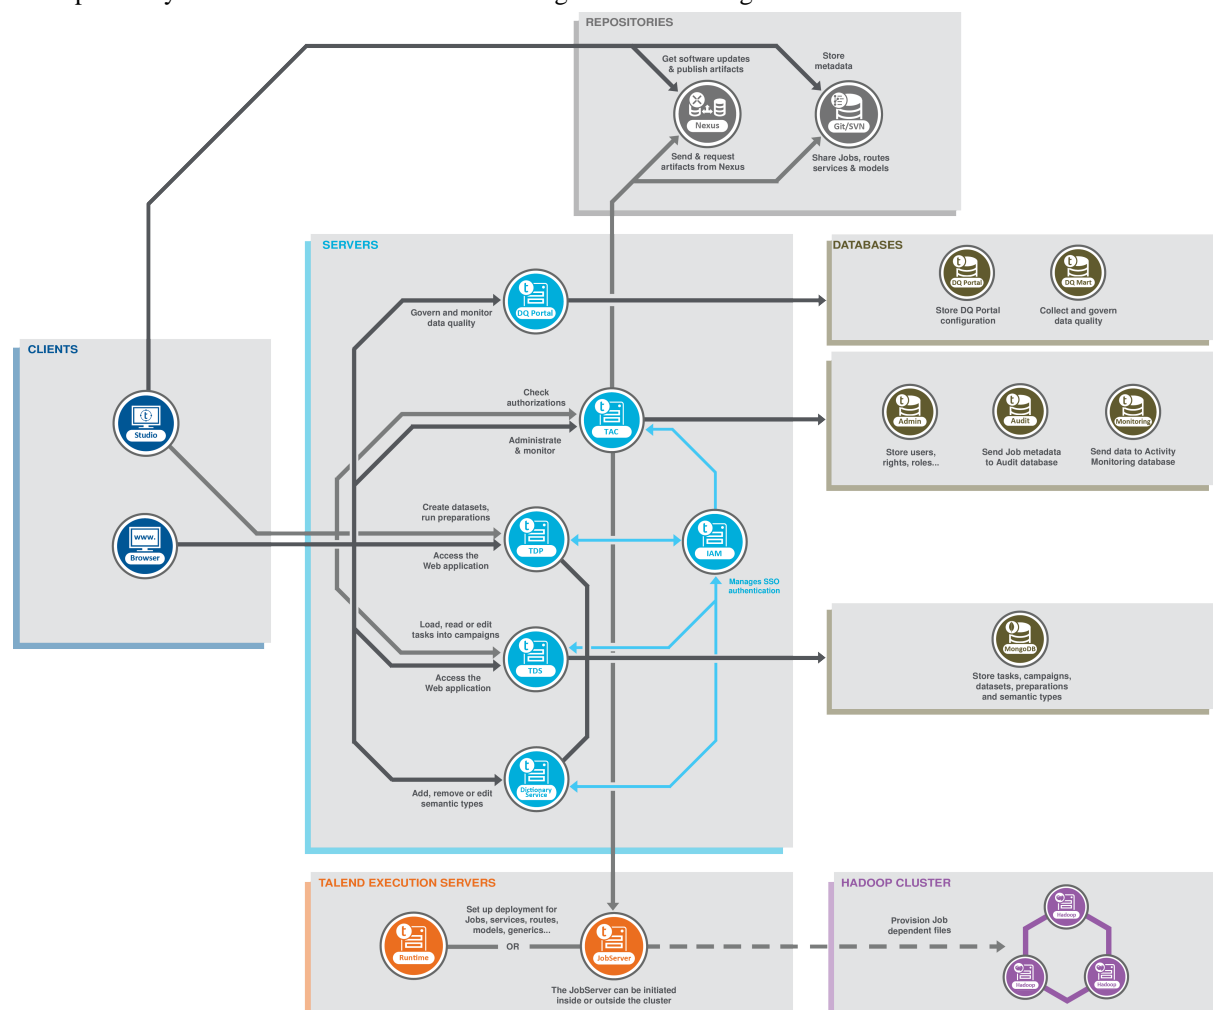 REPOSITORIES
Get software updates
& publish artifacts
Store
metadata
Nexus
Git/SVN
Send & request
artifacts from Nexus
Share Jobs, routes
services & models
SERVERS
DQ Portal
Govern and monitor
data quality
DATABASES
DQ Portal
DQ Mart
Store DQ Portal
configuration
Collect and govern
data quality
CLIENTS
Studio
www.
Browser
Check
authorizations
TAC
Administrate
& monitor
Admin
Audit
Monitoring
Store users,
rights, roles...
Send Job metadata
to Audit database
Send data to Activity
Monitoring database
Create datasets,
run preparations
TDP
IAM
Access the
Web application
Manages SSO
authentication
Load, read or edit
tasks into campaigns
TDS
Access the
Web application
MongoDB
Store tasks, campaigns,
datasets, preparations
and semantic types
Dictionary
Service
Add, remove or edit
semantic types
TALEND EXECUTION SERVERS
Set up deployment for
Jobs, services, routes,
models, generics...
Runtime
OR
JobServer
The JobServer can be initiated
inside or outside the cluster
HADOOP CLUSTER
Provision Job
dependent files
Hadoop
Hadoop
Hadoop